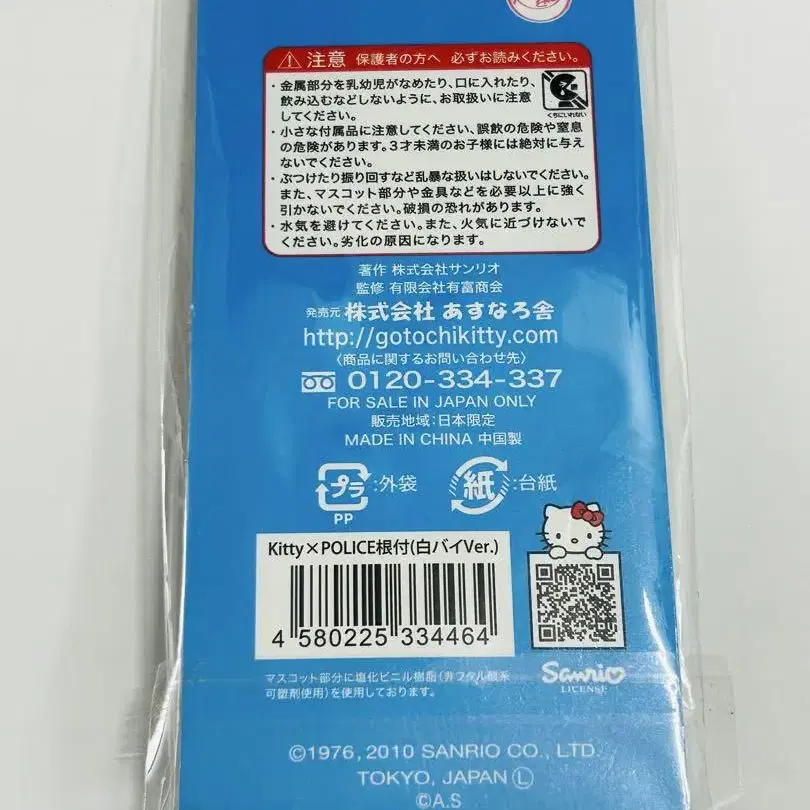 注意 保護者の方へ 必ずお読みください。
・金属部分を乳幼児がなめたり、口に入れたり、
飲み込むなどしないように、お取扱いに注意
してください。
くちにいれない
・小さな付属品に注意してください、誤飲の危険や窒息
の危険があります。3才未満のお子様には絶対に与え
ないでください。
・ぶつけたり振り回すなど乱暴な扱いはしないでください。
また、マスコット部分や金具などを必要以上に強く
引かないでください。破損の恐れがあります。
・水気を避けてください。また、火気に近づけないで
ください。劣化の原因になります。
著作 株式会社サンリオ
監修 有限会社有富商会
発売元 株式会社 あすなろ舎
http://gotochikitty.com
〈商品に関するお問い合わせ先〉
0120-334-337
FOR SALE IN JAPAN ONLY
販売地域:日本限定
MADE IN CHINA 中国製
プラ :外袋 紙 :台紙
PP
Kitty×POLICE根付(白バイVer.)
4 580225 334464
マスコット部分に塩化ビニル樹脂(非フタル酸系
可塑剤使用)を使用しております。
Sanrio
LICENSE
©1976, 2010 SANRIO CO., LTD.
TOKYO, JAPAN Ⓛ
©A.S